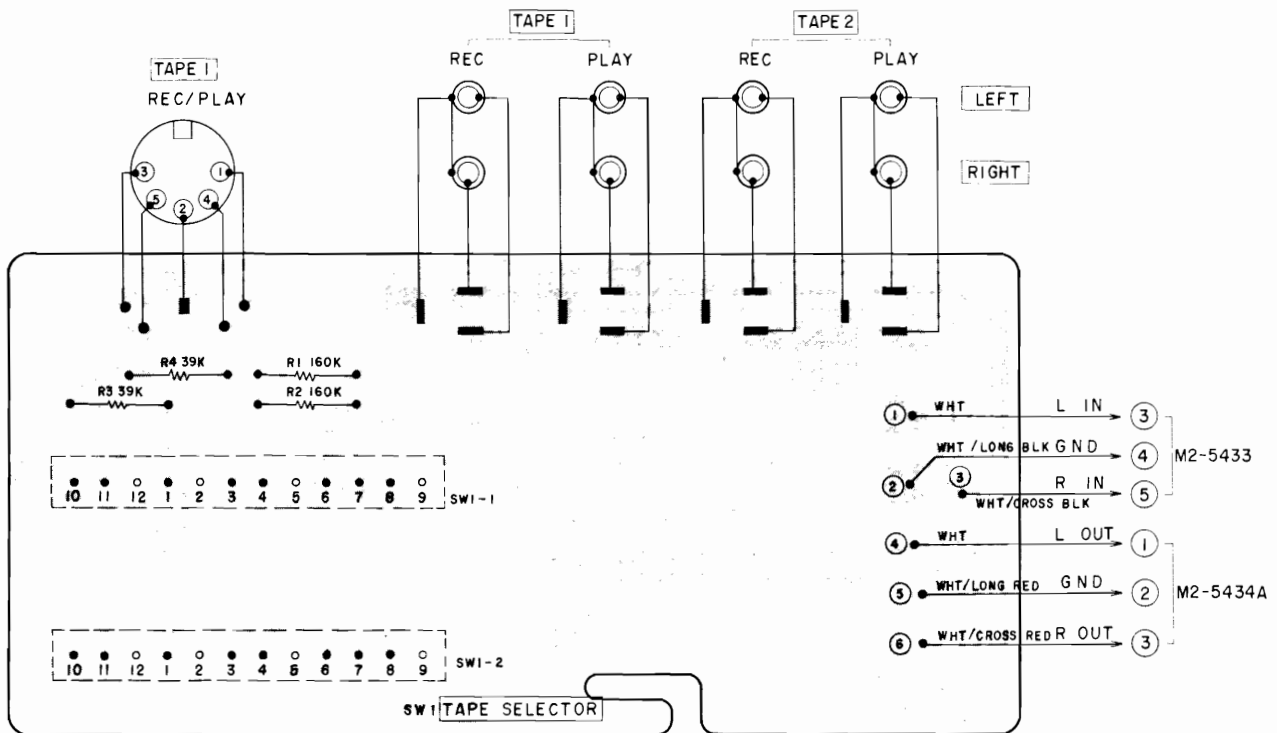 TAPE 1
TAPE 2
REC
PLAY
REC
PLAY
TAPE 1
REC/PLAY
LEFT
RIGHT
3
1
5
2
4
R4 39K
R1 160K
R3 39K
R2 160K
1 WHT L IN 3
WHT/LONG BLK GND 4
M2-5433
2
3
R IN 5
WHT/CROSS BLK
10 11 12 1 2 3 4 5 6 7 8 9
SW1-1
4 WHT L OUT 1
5 WHT/LONG RED GND 2
M2-5434A
6 WHT/CROSS RED R OUT 3
10 11 12 1 2 3 4 5 6 7 8 9
SW1-2
SW1 TAPE SELECTOR